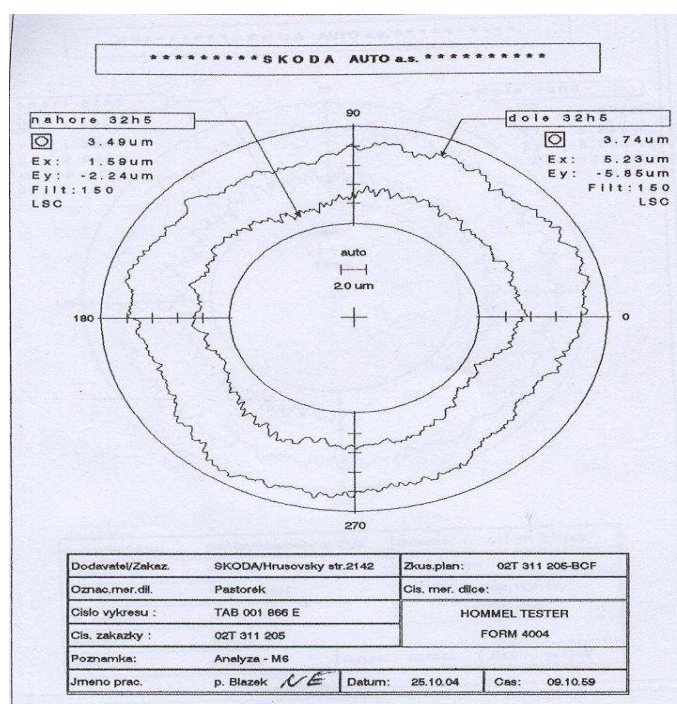 * * * * * * * * * S K O D A AUTO a.s. * * * * * * * * * *
nahore 32h5
3.49um
Ex: 1.59um
Ey: -2.24um
Filt:150
LSC
dole 32h5
3.74um
Ex: 5.23um
Ey: -5.85um
Filt:150
LSC
90
auto
2.0 um
180
0
270
Dodavatel/Zakaz. SKODA/Hrusovsky str.2142 Zkus.plan: 02T 311 205-BCF
Oznac.mer.dil. Pastorek Cis. mer. dilce:
Cislo vykresu : TAB 001 866 E HOMMEL TESTER
Cis. zakazky : 02T 311 205 FORM 4004
Poznamka: Analyza - M6
Jmeno prac. p. Blazek NE Datum: 25.10.04 Cas: 09.10.59